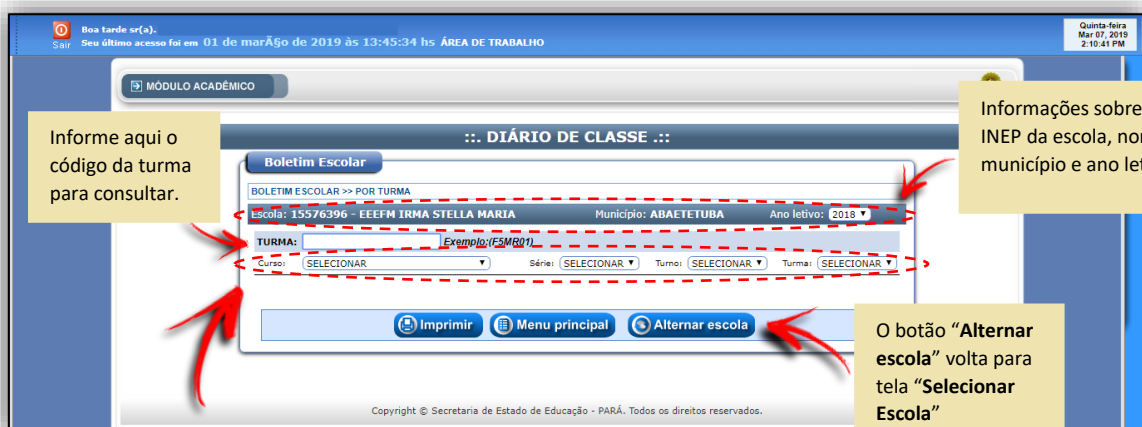 Boa tarde sr(a).
Sair Seu último acesso foi em 01 de marÃ§o de 2019 às 13:45:34 hs ÁREA DE TRABALHO
Quinta-feira
Mar 07, 2019
2:10:41 PM
MÓDULO ACADÊMICO
Informações sobre
INEP da escola,
município e ano
Informe aqui o
código da turma
para consultar.
::. DIÁRIO DE CLASSE .::
Boletim Escolar
BOLETIM ESCOLAR >> POR TURMA
Escola: 15576396 - EEEFM IRMA STELLA MARIA Município: ABAETETUBA Ano letivo: 2018
TURMA: Exemplo:(F5MR01)
Curso: SELECIONAR Série: SELECIONAR Turno: SELECIONAR Turma: SELECIONAR
Imprimir Menu principal Alternar escola
O botão “Alternar
escola” volta para
tela “Selecionar
Escola”
Copyright © Secretaria de Estado de Educação - PARÁ. Todos os direitos reservados.